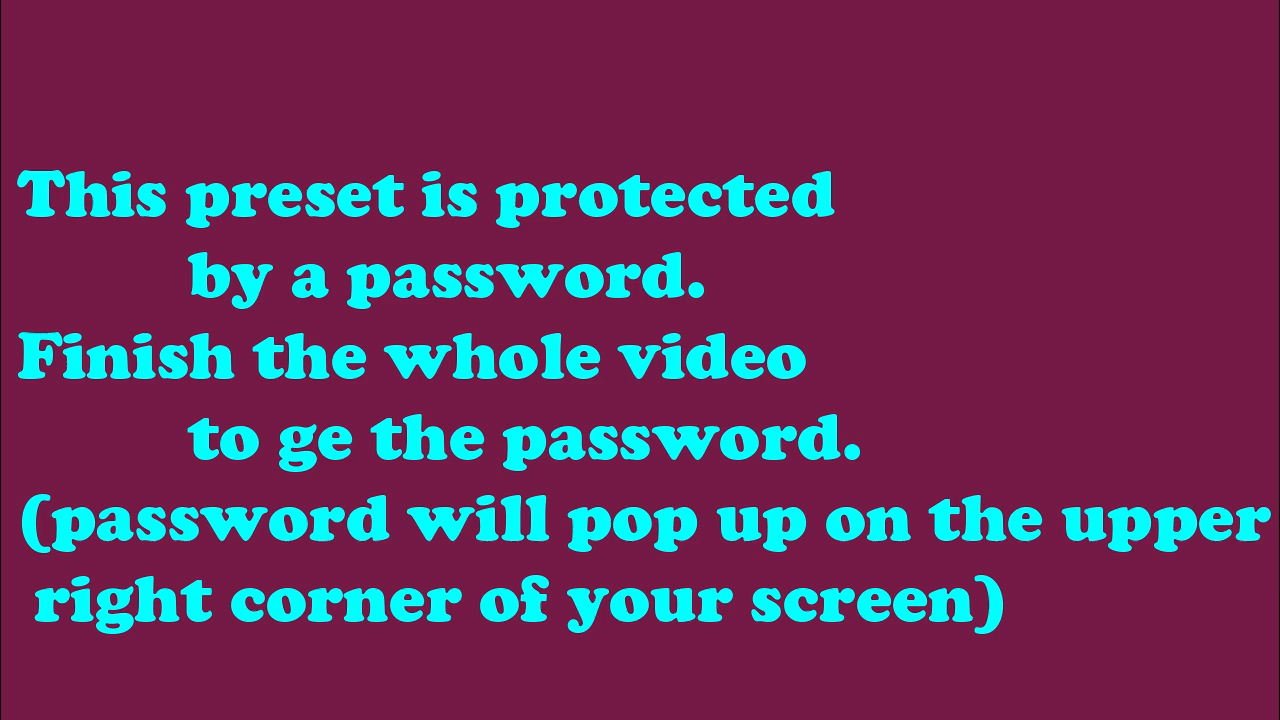 This preset is protected
by a password.
Finish the whole video
to ge the password.
(password will pop up on the upper
right corner of your screen)